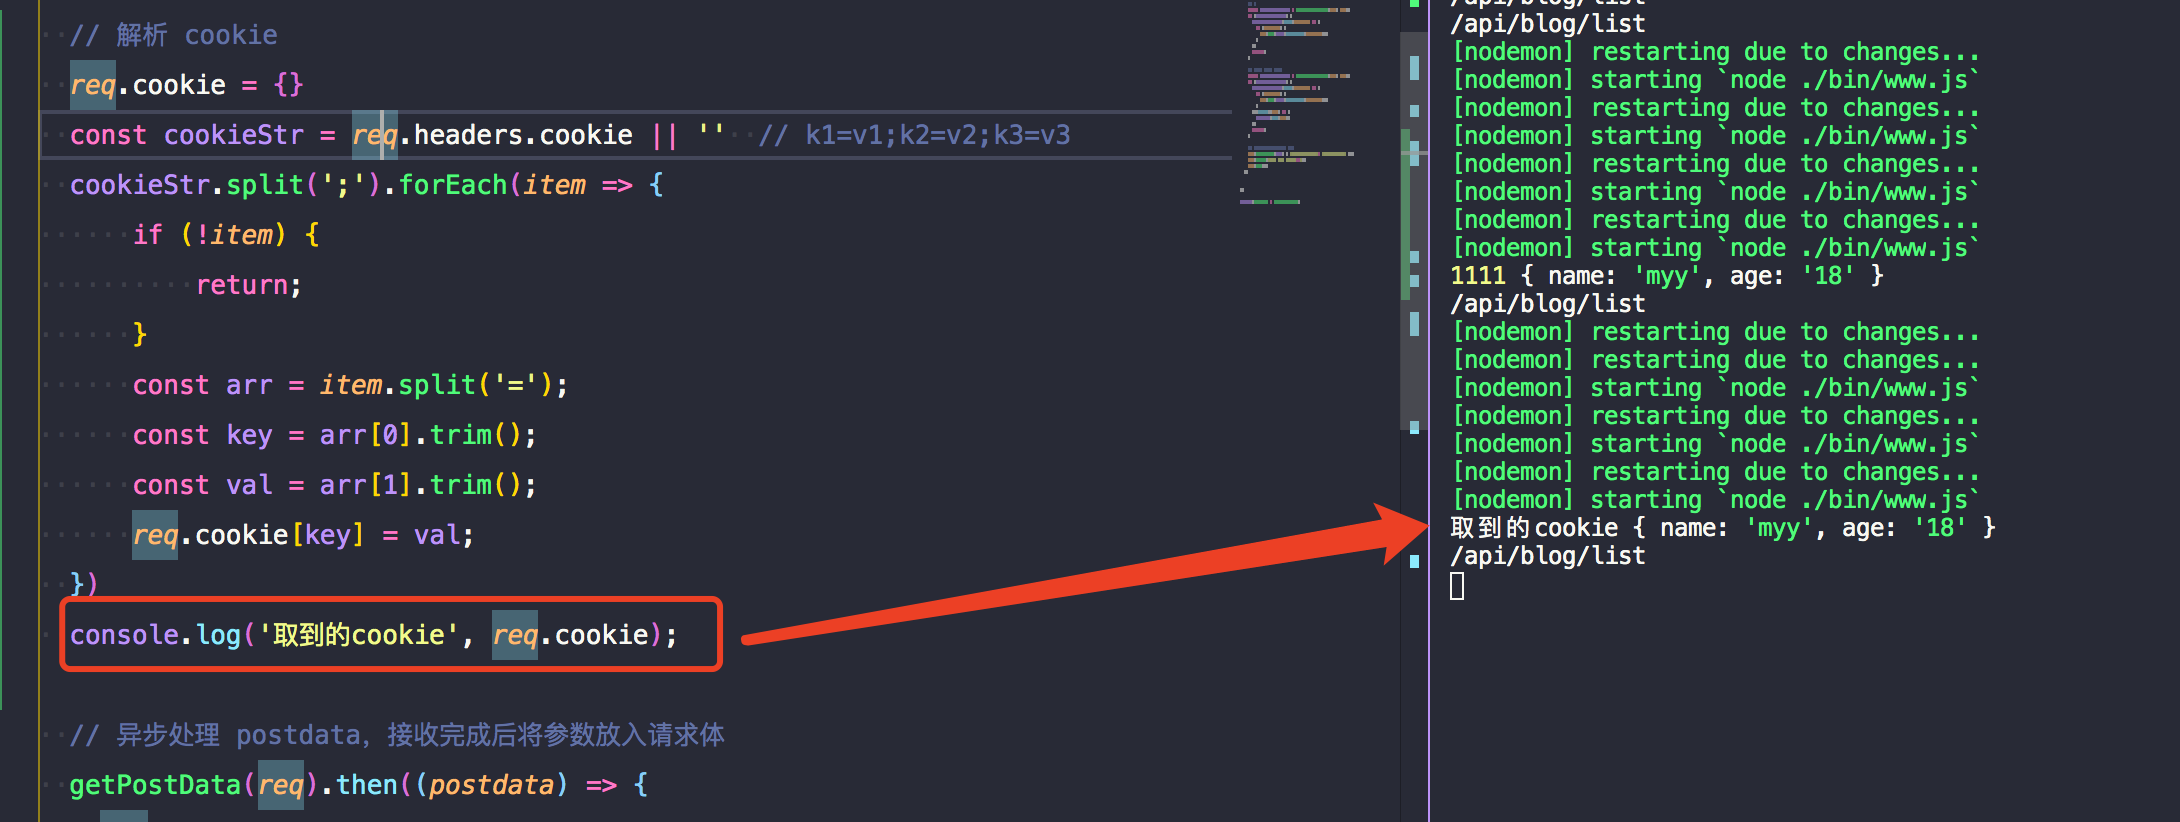 // 解析 cookie
req.cookie = {}
const cookieStr = req.headers.cookie || ''  // k1=v1;k2=v2;k3=v3
cookieStr.split(';').forEach(item => {
if (!item) {
return;
}
const arr = item.split('=');
const key = arr[0].trim();
const val = arr[1].trim();
req.cookie[key] = val;
})
console.log('取到的cookie', req.cookie);
// 异步处理 postdata，接收完成后将参数放入请求体
getPostData(req).then((postdata) => {
/api/blog/list
/api/blog/list
[nodemon] restarting due to changes...
[nodemon] starting `node ./bin/www.js`
[nodemon] restarting due to changes...
[nodemon] starting `node ./bin/www.js`
[nodemon] restarting due to changes...
[nodemon] starting `node ./bin/www.js`
[nodemon] restarting due to changes...
[nodemon] starting `node ./bin/www.js`
1111 { name: 'myy', age: '18' }
/api/blog/list
[nodemon] restarting due to changes...
[nodemon] restarting due to changes...
[nodemon] starting `node ./bin/www.js`
[nodemon] restarting due to changes...
[nodemon] starting `node ./bin/www.js`
[nodemon] restarting due to changes...
[nodemon] starting `node ./bin/www.js`
取到的cookie { name: 'myy', age: '18' }
/api/blog/list